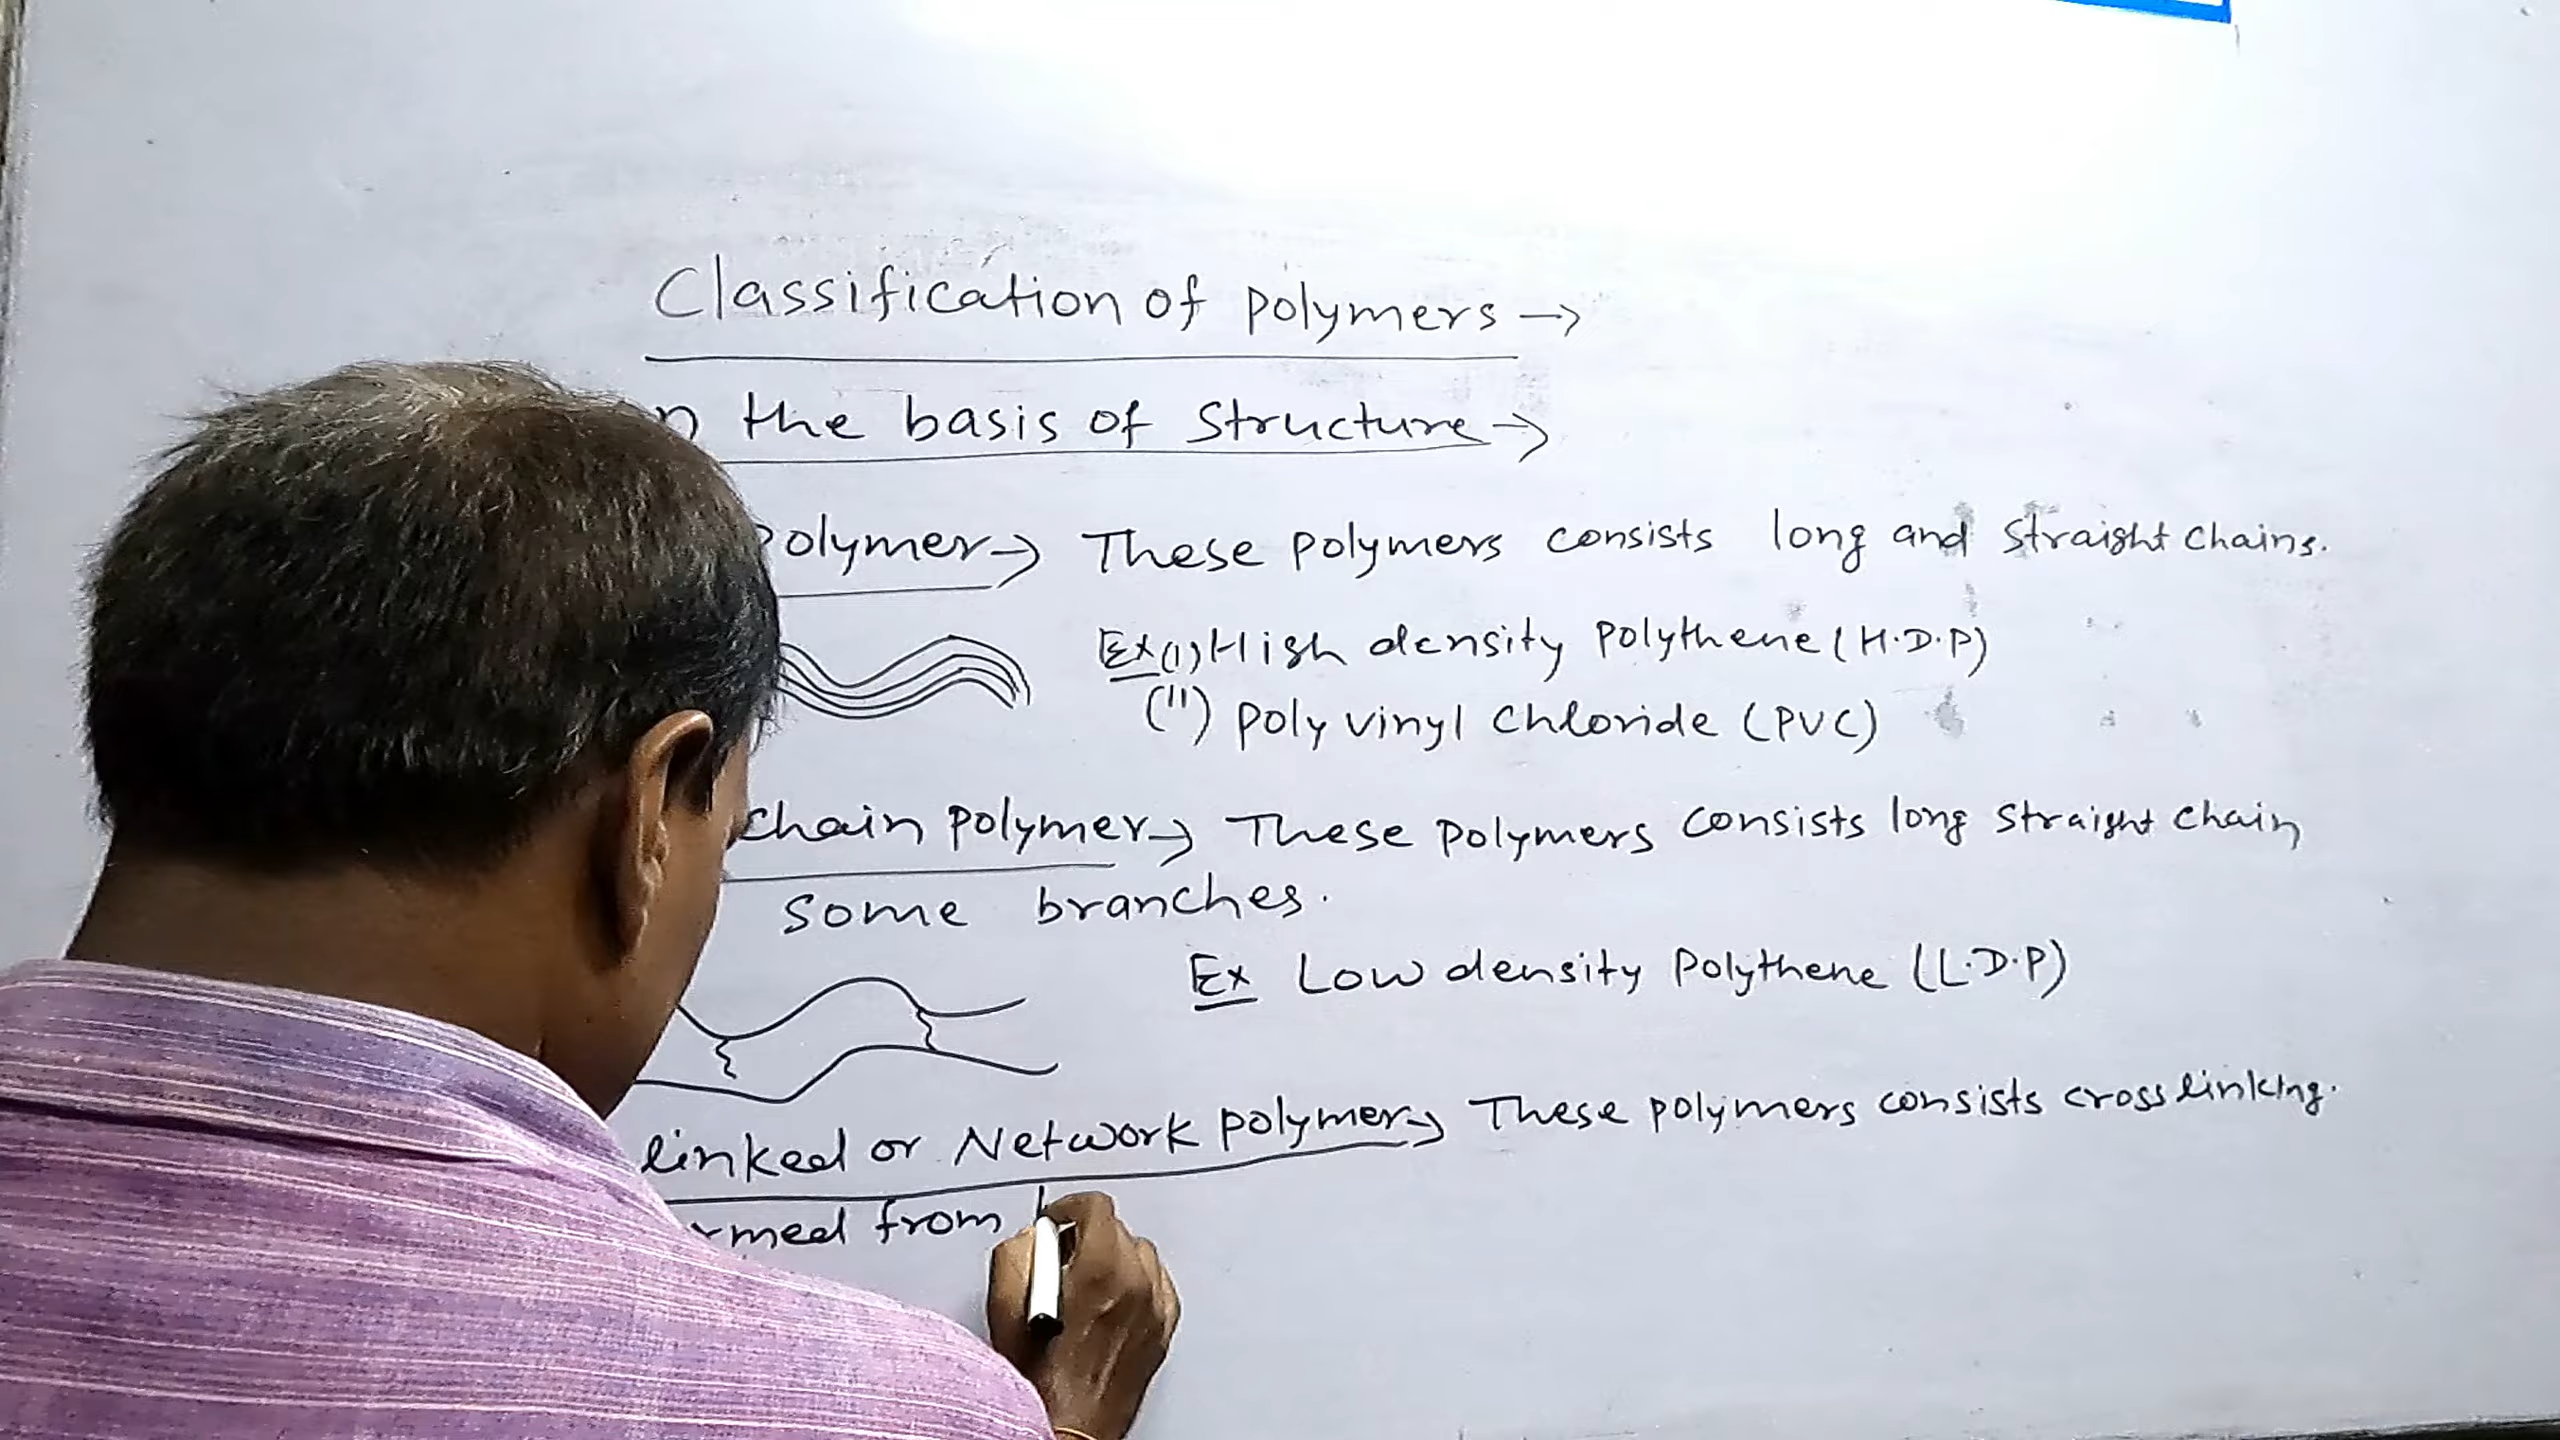 Classification of polymers →
n the basis of structure →
polymer → These polymers consists long and straight chains.
Ex (i) High density polythene (H.D.P)
(ii) poly vinyl chloride (PVC)
chain polymer → These polymers consists long straight chain
some branches.
Ex Low density polythene (L.D.P)
linked or Network polymer → These polymers consists cross linking.
rmed from